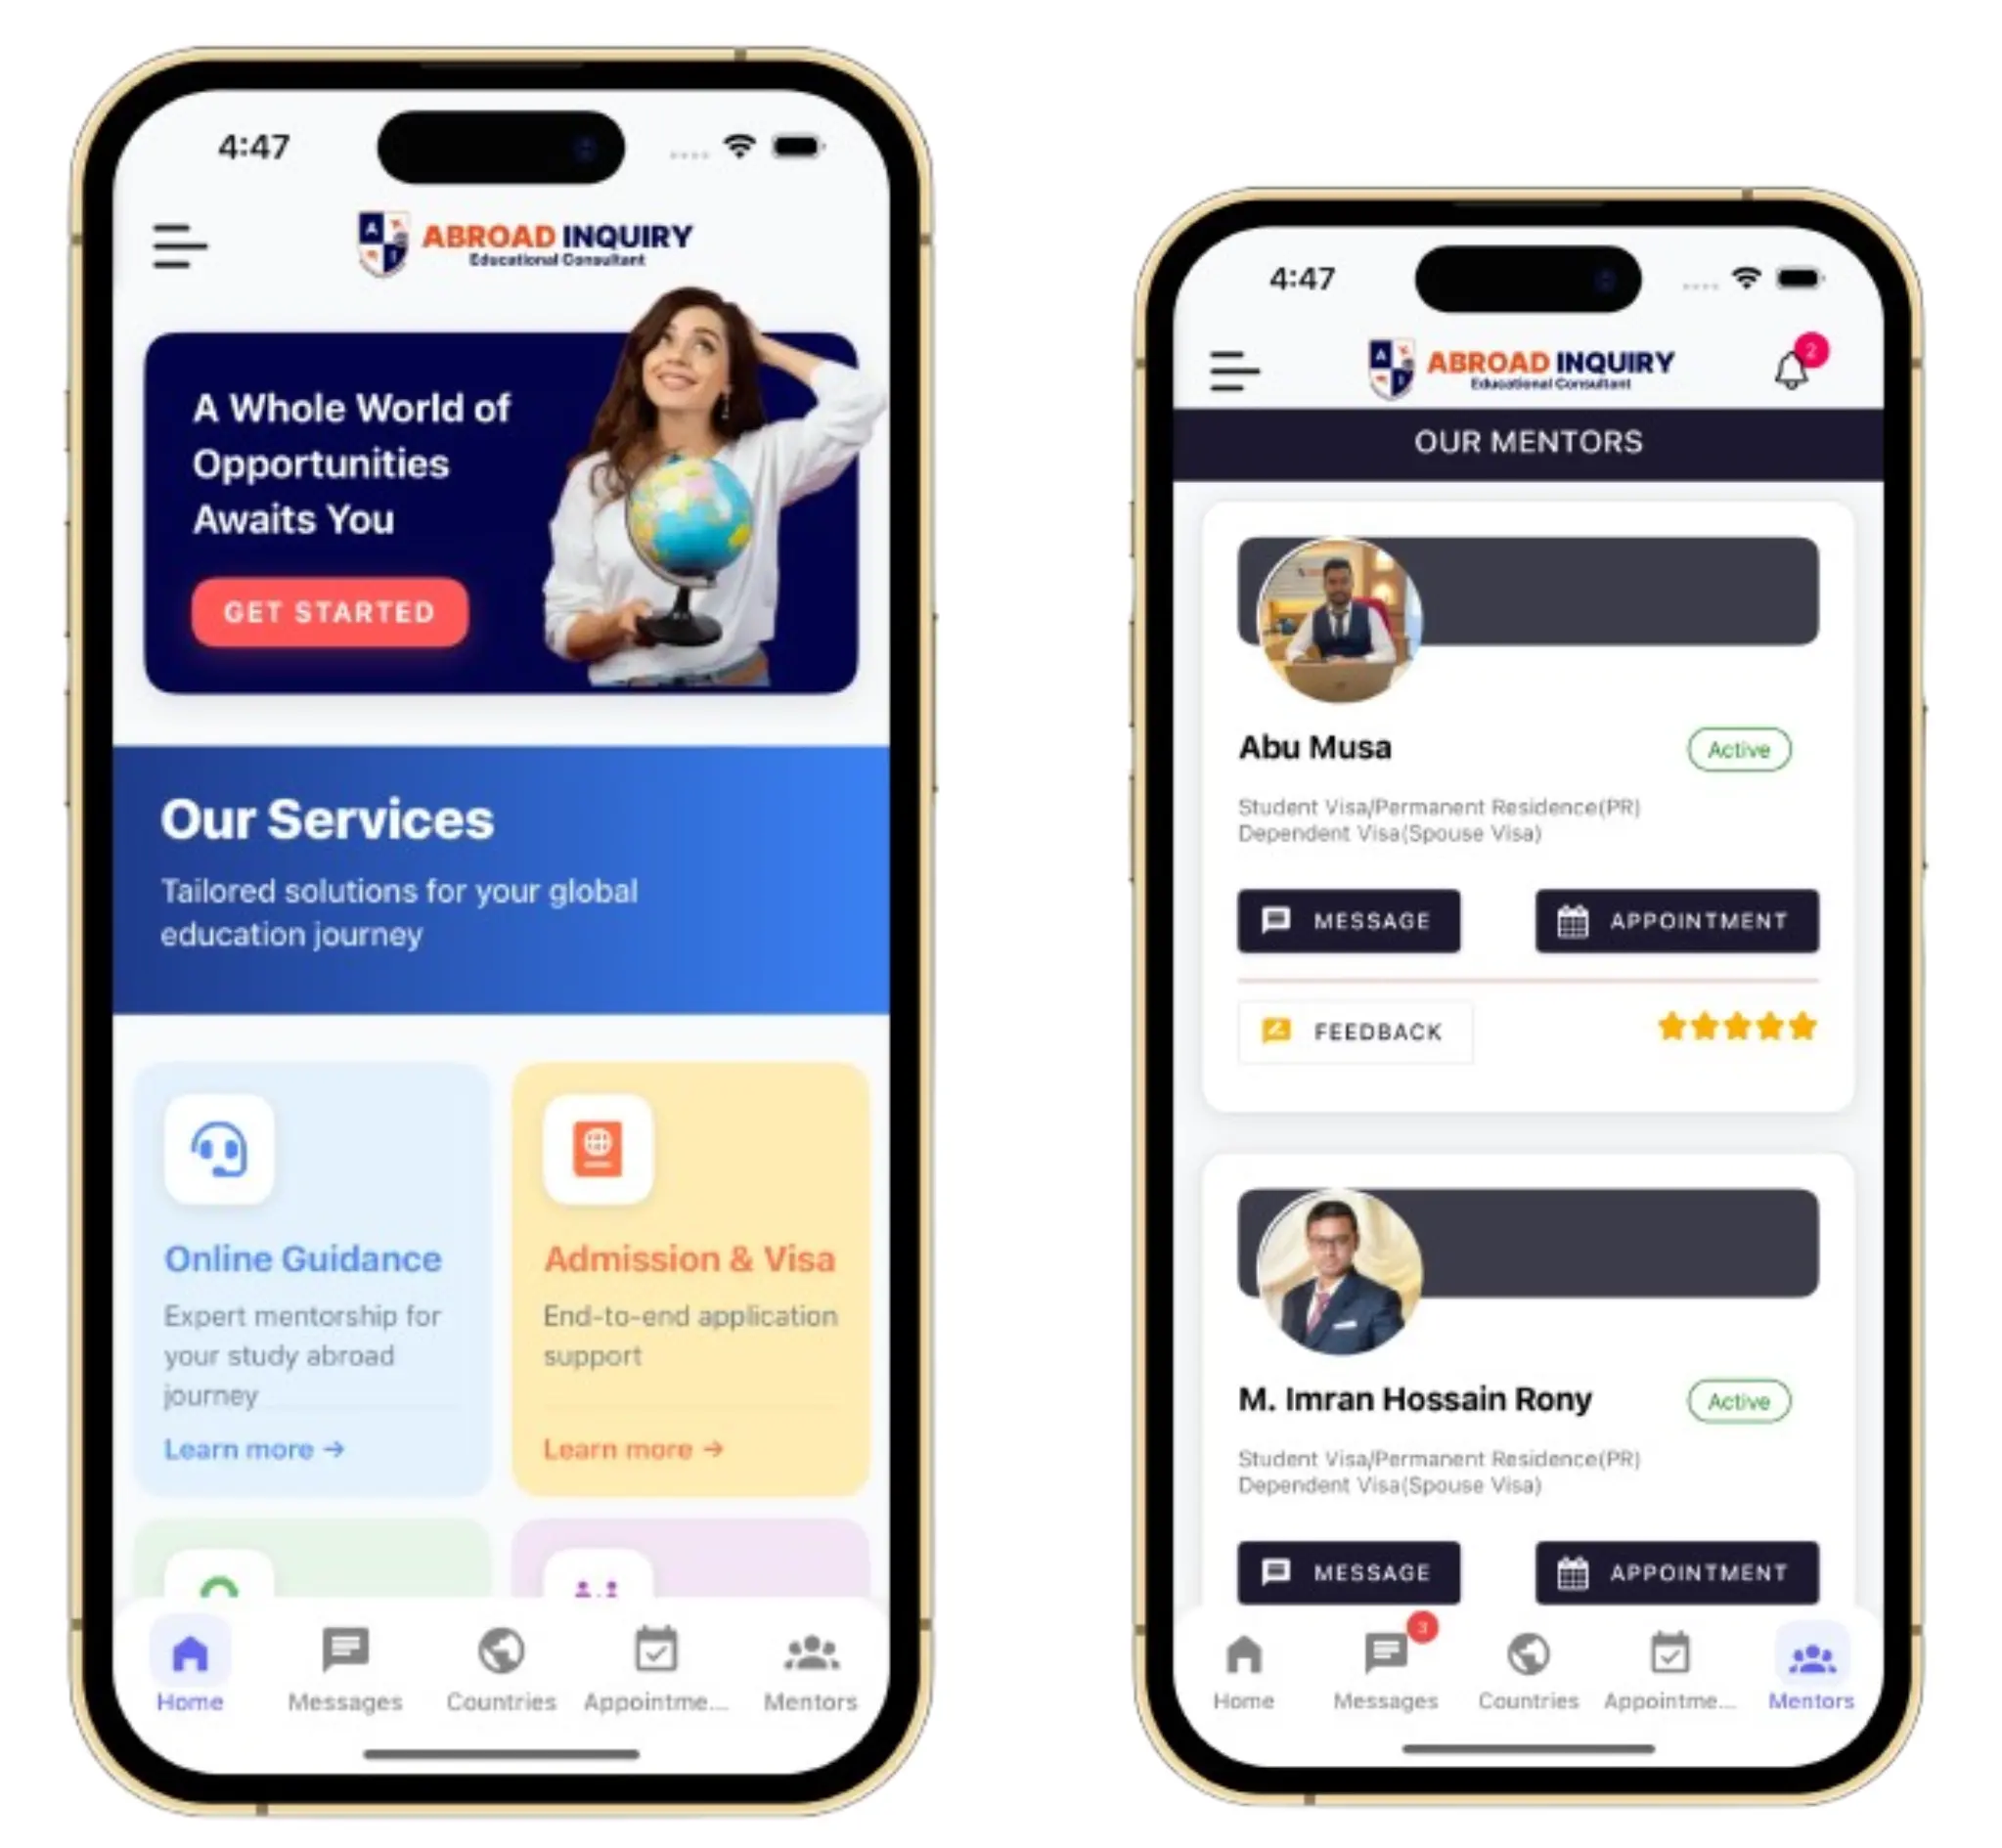 4:47
ABROAD INQUIRY
Educational Consultant
A Whole World of
Opportunities
Awaits You
GET STARTED
Our Services
Tailored solutions for your global
education journey
Online Guidance
Expert mentorship for
your study abroad
journey
Learn more →
Admission & Visa
End-to-end application
support
Learn more →
Home
Messages
Countries
Appointme...
Mentors
4:47
ABROAD INQUIRY
Educational Consultant
2
OUR MENTORS
Abu Musa
Active
Student Visa/Permanent Residence(PR)
Dependent Visa(Spouse Visa)
MESSAGE
APPOINTMENT
FEEDBACK
M. Imran Hossain Rony
Active
Student Visa/Permanent Residence(PR)
Dependent Visa(Spouse Visa)
MESSAGE
APPOINTMENT
3
Home
Messages
Countries
Appointme...
Mentors